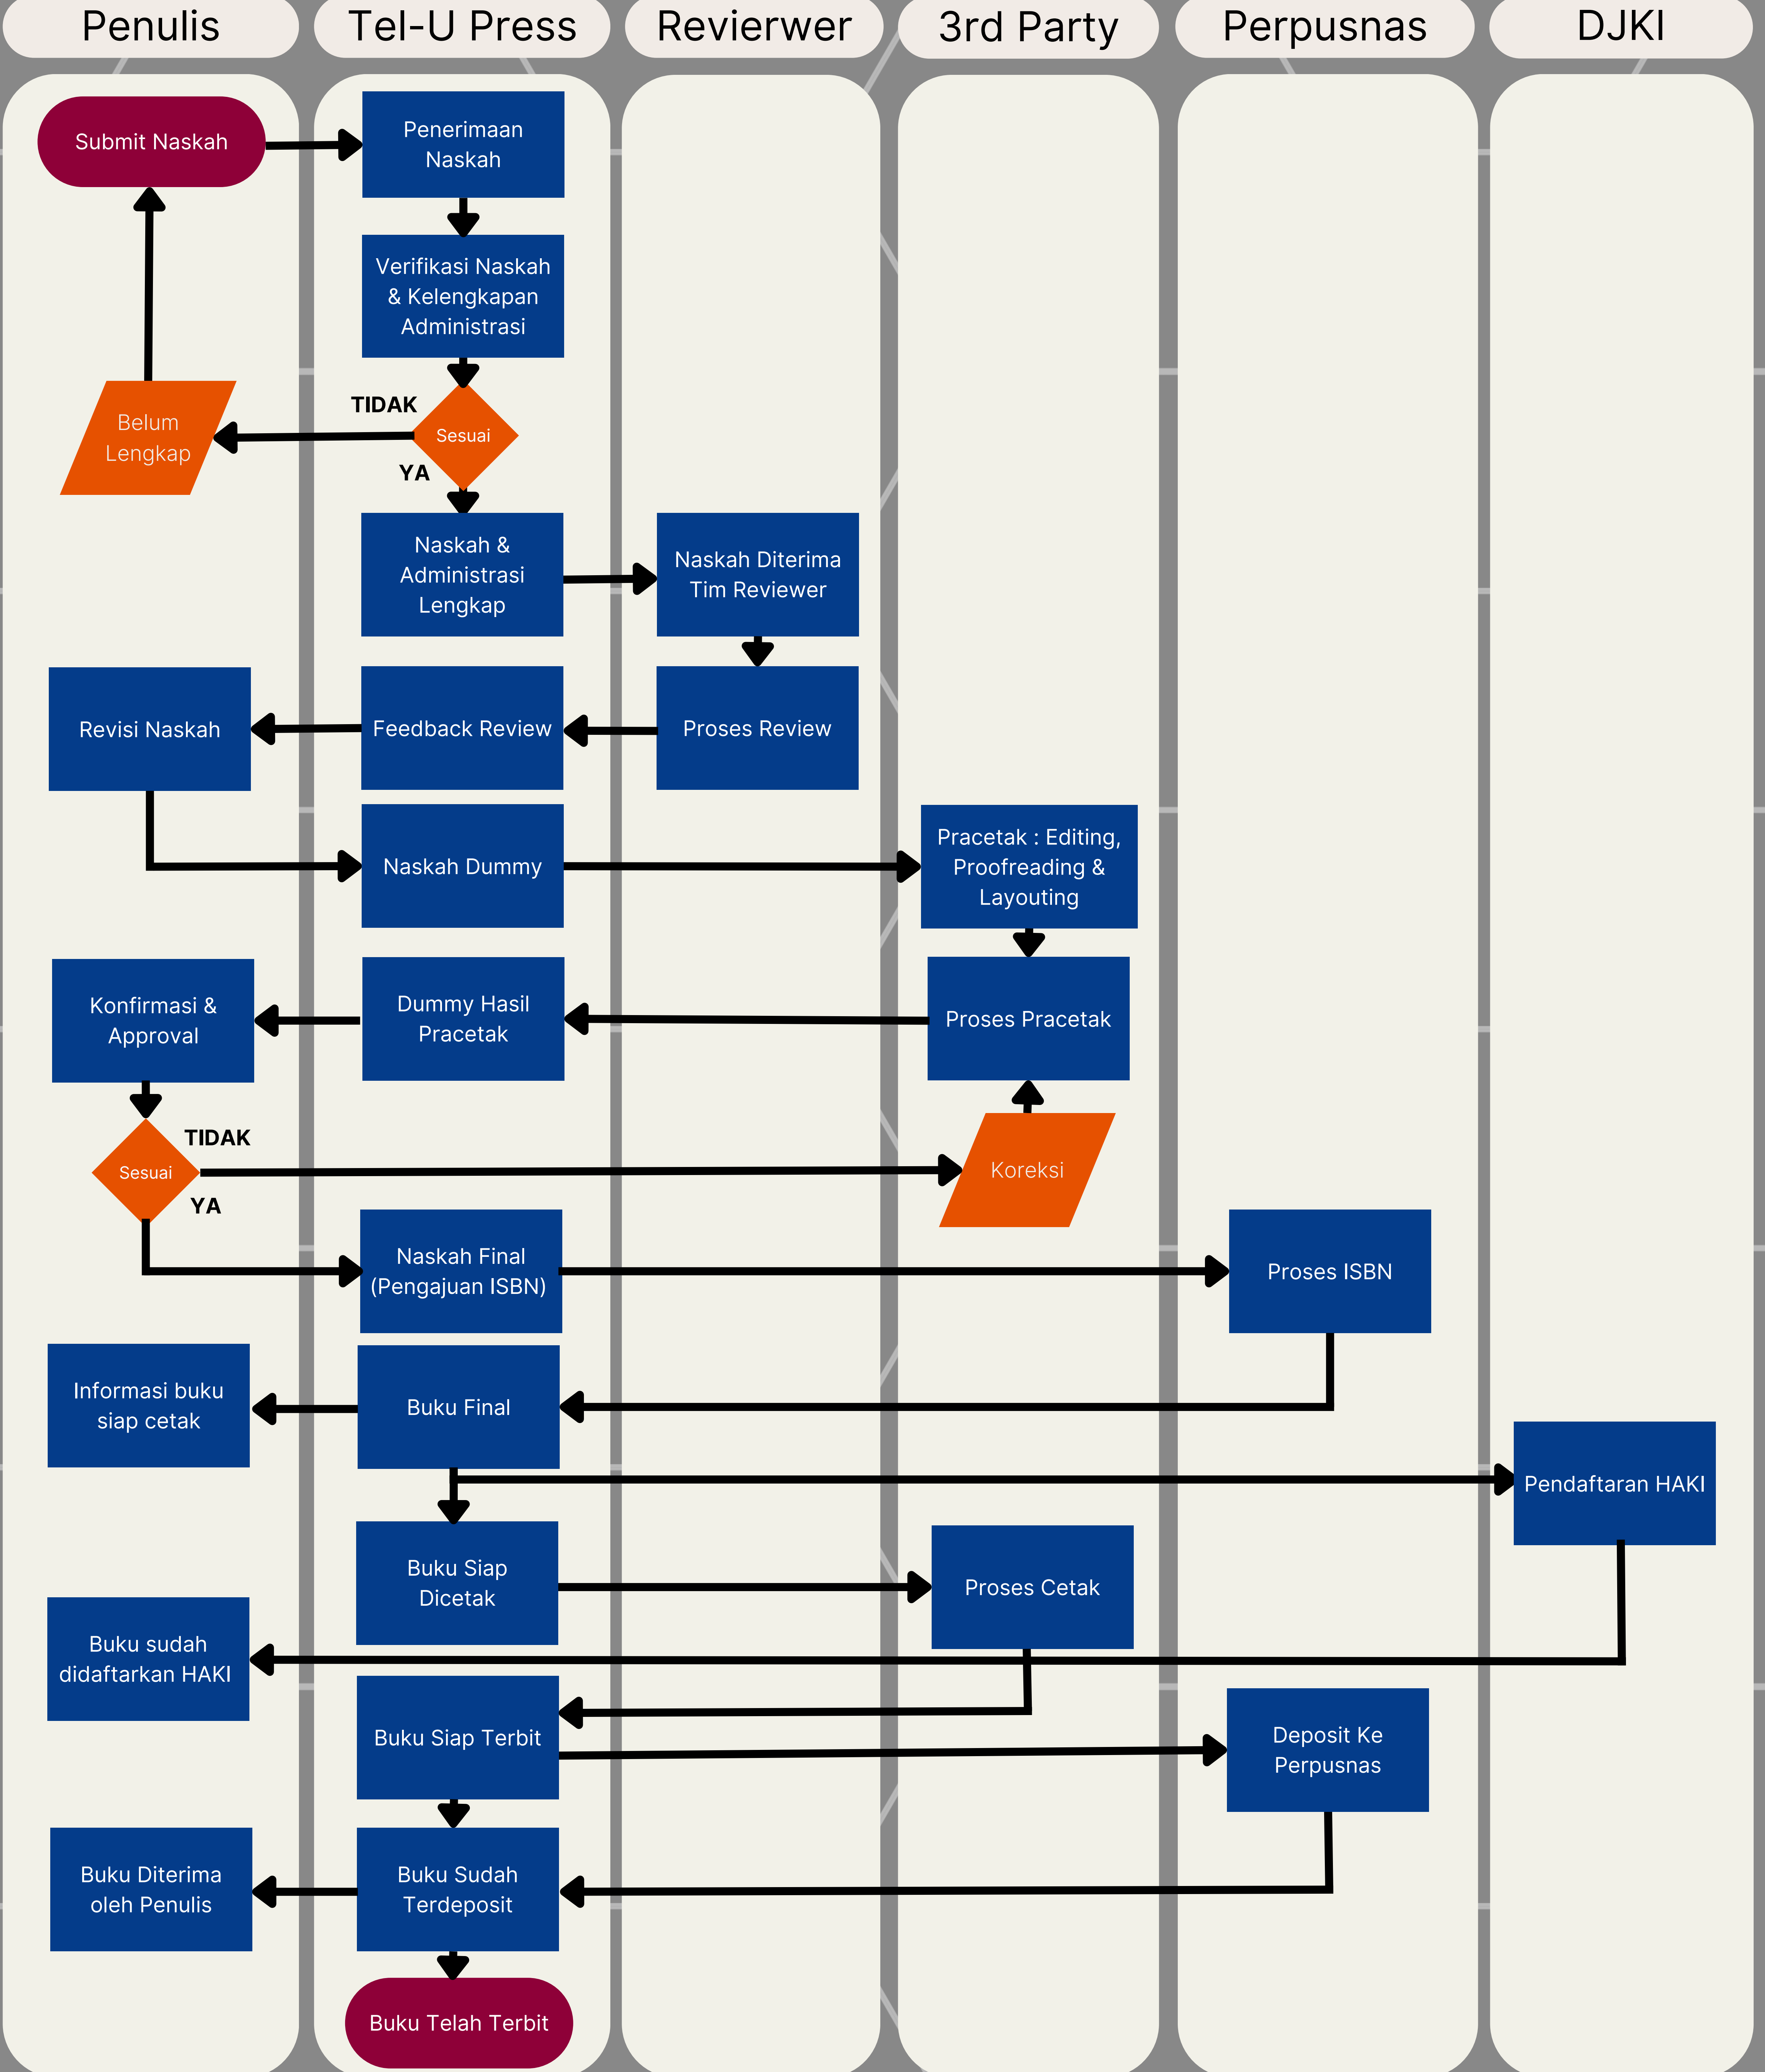 Penulis
Tel-U Press
Revierwer
3rd Party
Perpusnas
DJKI
Submit Naskah
Penerimaan
Naskah
Verifikasi Naskah
& Kelengkapan
Administrasi
TIDAK
Sesuai
YA
Belum
Lengkap
Naskah &
Administrasi
Lengkap
Naskah Diterima
Tim Reviewer
Revisi Naskah
Feedback Review
Proses Review
Naskah Dummy
Pracetak : Editing,
Proofreading &
Layouting
Konfirmasi &
Approval
Dummy Hasil
Pracetak
Proses Pracetak
TIDAK
Sesuai
YA
Koreksi
Naskah Final
(Pengajuan ISBN)
Proses ISBN
Informasi buku
siap cetak
Buku Final
Pendaftaran HAKI
Buku Siap
Dicetak
Proses Cetak
Buku sudah
didaftarkan HAKI
Buku Siap Terbit
Deposit Ke
Perpusnas
Buku Diterima
oleh Penulis
Buku Sudah
Terdeposit
Buku Telah Terbit